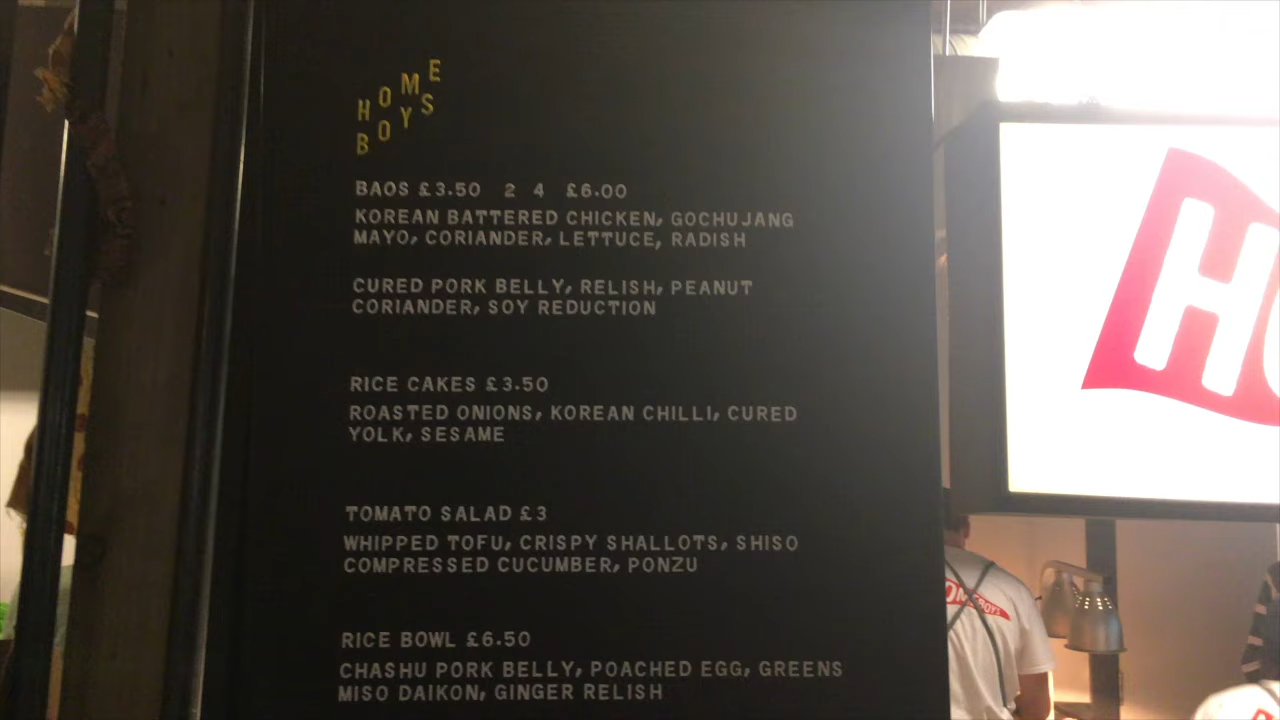 HOME
BOYS
BAOS £3.50 2 4 £6.00
KOREAN BATTERED CHICKEN, GOCHUJANG
MAYO, CORIANDER, LETTUCE, RADISH
CURED PORK BELLY, RELISH, PEANUT
CORIANDER, SOY REDUCTION
RICE CAKES £3.50
ROASTED ONIONS, KOREAN CHILLI, CURED
YOLK, SESAME
TOMATO SALAD £3
WHIPPED TOFU, CRISPY SHALLOTS, SHISO
COMPRESSED CUCUMBER, PONZU
RICE BOWL £6.50
CHASHU PORK BELLY, POACHED EGG, GREENS
MISO DAIKON, GINGER RELISH